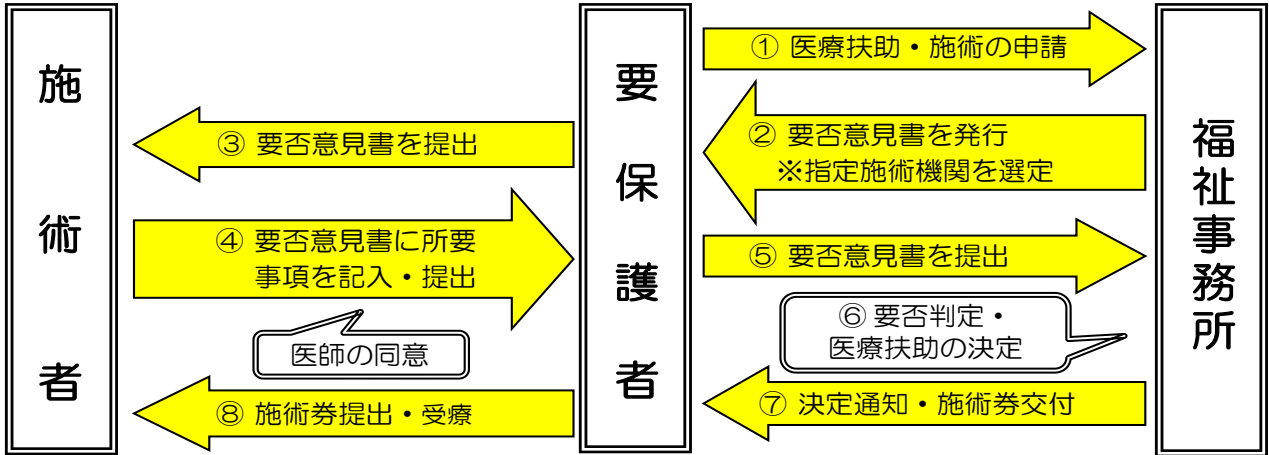 施術者
要保護者
福祉事務所
① 医療扶助・施術の申請
② 要否意見書を発行
※指定施術機関を選定
③ 要否意見書を提出
④ 要否意見書に所要
事項を記入・提出
医師の同意
⑤ 要否意見書を提出
⑥ 要否判定・
医療扶助の決定
⑦ 決定通知・施術券交付
⑧ 施術券提出・受療